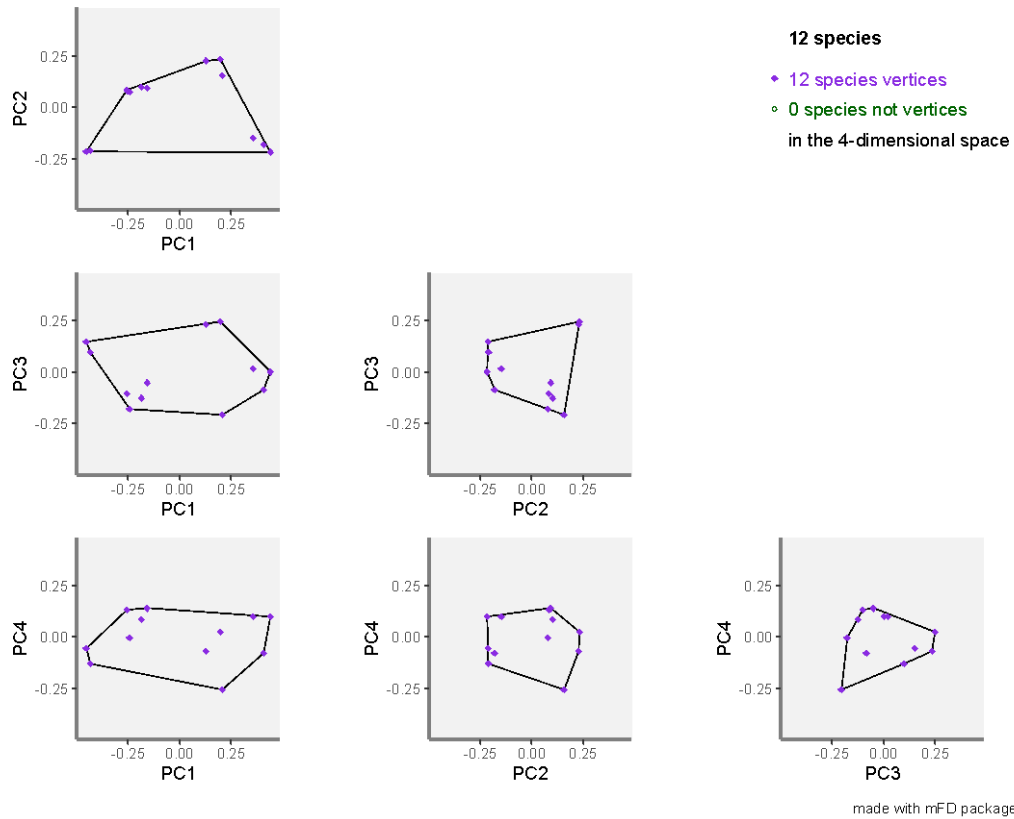 12 species
12 species vertices
0 species not vertices
in the 4-dimensional space
0.25
0.00
-0.25
PC2
-0.25 0.00 0.25
PC1
0.25
0.00
-0.25
PC3
-0.25 0.00 0.25
PC1
0.25
0.00
-0.25
PC3
-0.25 0.00 0.25
PC2
0.25
0.00
-0.25
PC4
-0.25 0.00 0.25
PC1
0.25
0.00
-0.25
PC4
-0.25 0.00 0.25
PC2
0.25
0.00
-0.25
PC4
-0.25 0.00 0.25
PC3
made with mFD package